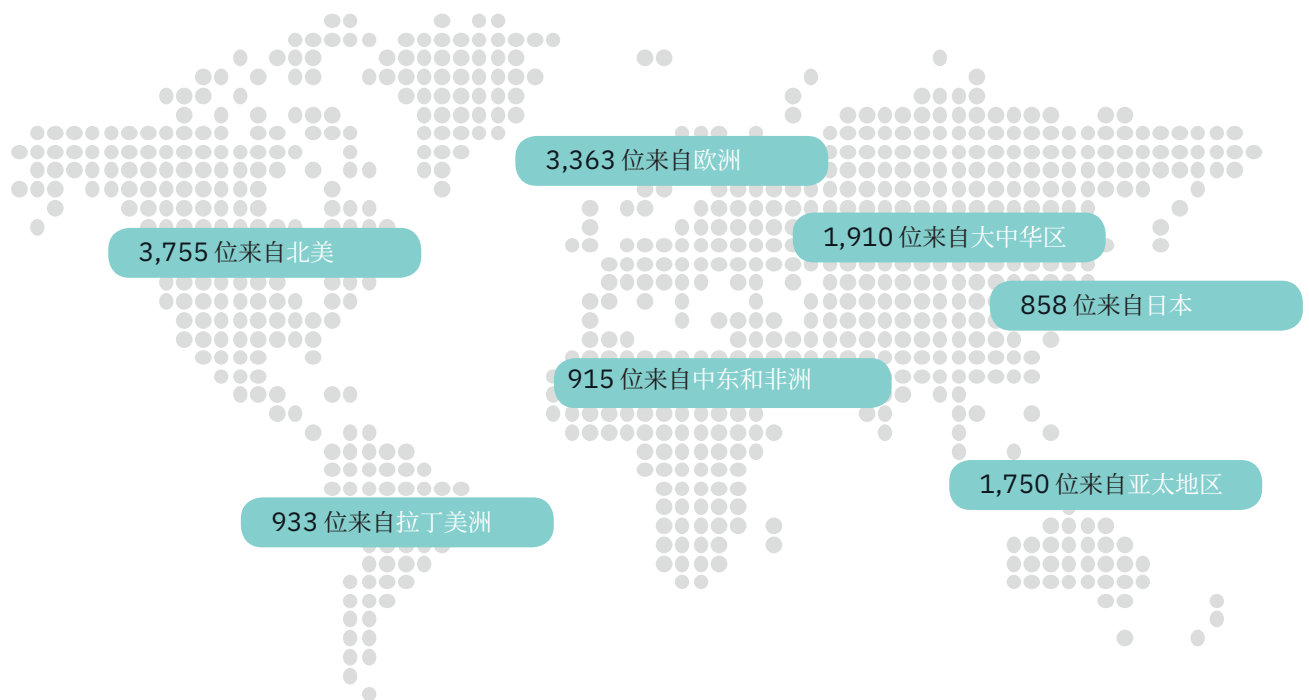 3,363 位来自欧洲
1,910 位来自大中华区
3,755 位来自北美
858 位来自日本
915 位来自中东和非洲
1,750 位来自亚太地区
933 位来自拉丁美洲